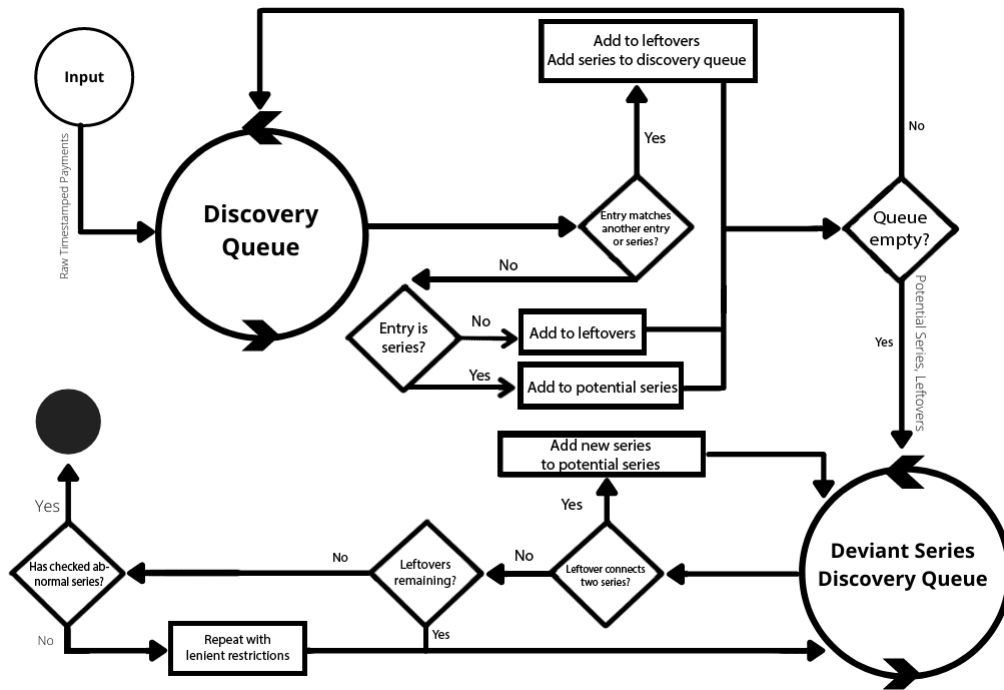 Input
Raw Timestamped Payments
Discovery
Queue
Add to leftovers
Add series to discovery queue
Yes
Entry matches
another entry
or series?
No
Entry is
series?
No
Add to leftovers
Yes
Add to potential series
Queue
empty?
No
Yes
Potential Series, Leftovers
Add new series
to potential series
Yes
Deviant Series
Discovery Queue
Leftover connects
two series?
No
Leftovers
remaining?
No
Yes
Has checked ab-
normal series?
Yes
No
Repeat with
lenient restrictions